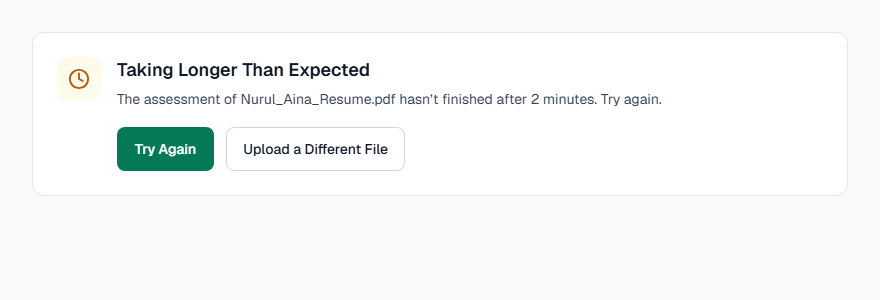 Taking Longer Than Expected
The assessment of Nurul_Aina_Resume.pdf hasn't finished after 2 minutes. Try again.
Try Again
Upload a Different File